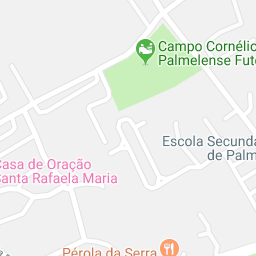 Campo Cornélio
Palmelense Fute
Escola Secunda
de Palm
Casa de Oração
Santa Rafaela Maria
Pérola da Serra